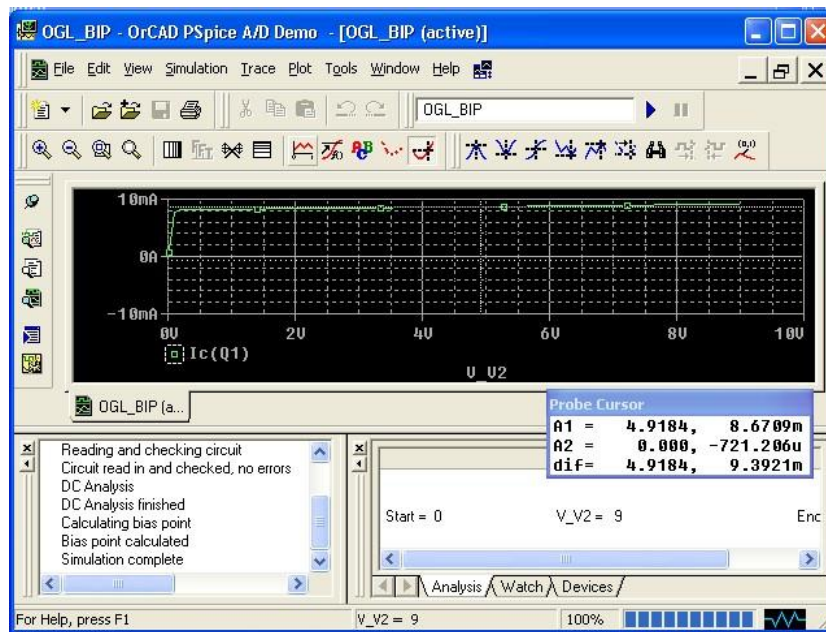 OGL_BIP - OrCAD PSpice A/D Demo - [OGL_BIP (active)]
File Edit View Simulation Trace Plot Tools Window Help
OGL_BIP
10mA
0A
-10mA
0V 2V 4V 6V 8V 10V
Ic(Q1)
V_V2
OGL_BIP (a...
Probe Cursor
A1 = 4.9184, 8.6709m
A2 = 0.000, -721.206u
dif= 4.9184, 9.3921m
Reading and checking circuit
Circuit read in and checked, no errors
DC Analysis
DC Analysis finished
Calculating bias point
Bias point calculated
Simulation complete
Start = 0 V_V2 = 9 Enc
Analysis Watch Devices
For Help, press F1 V_V2 = 9 100%